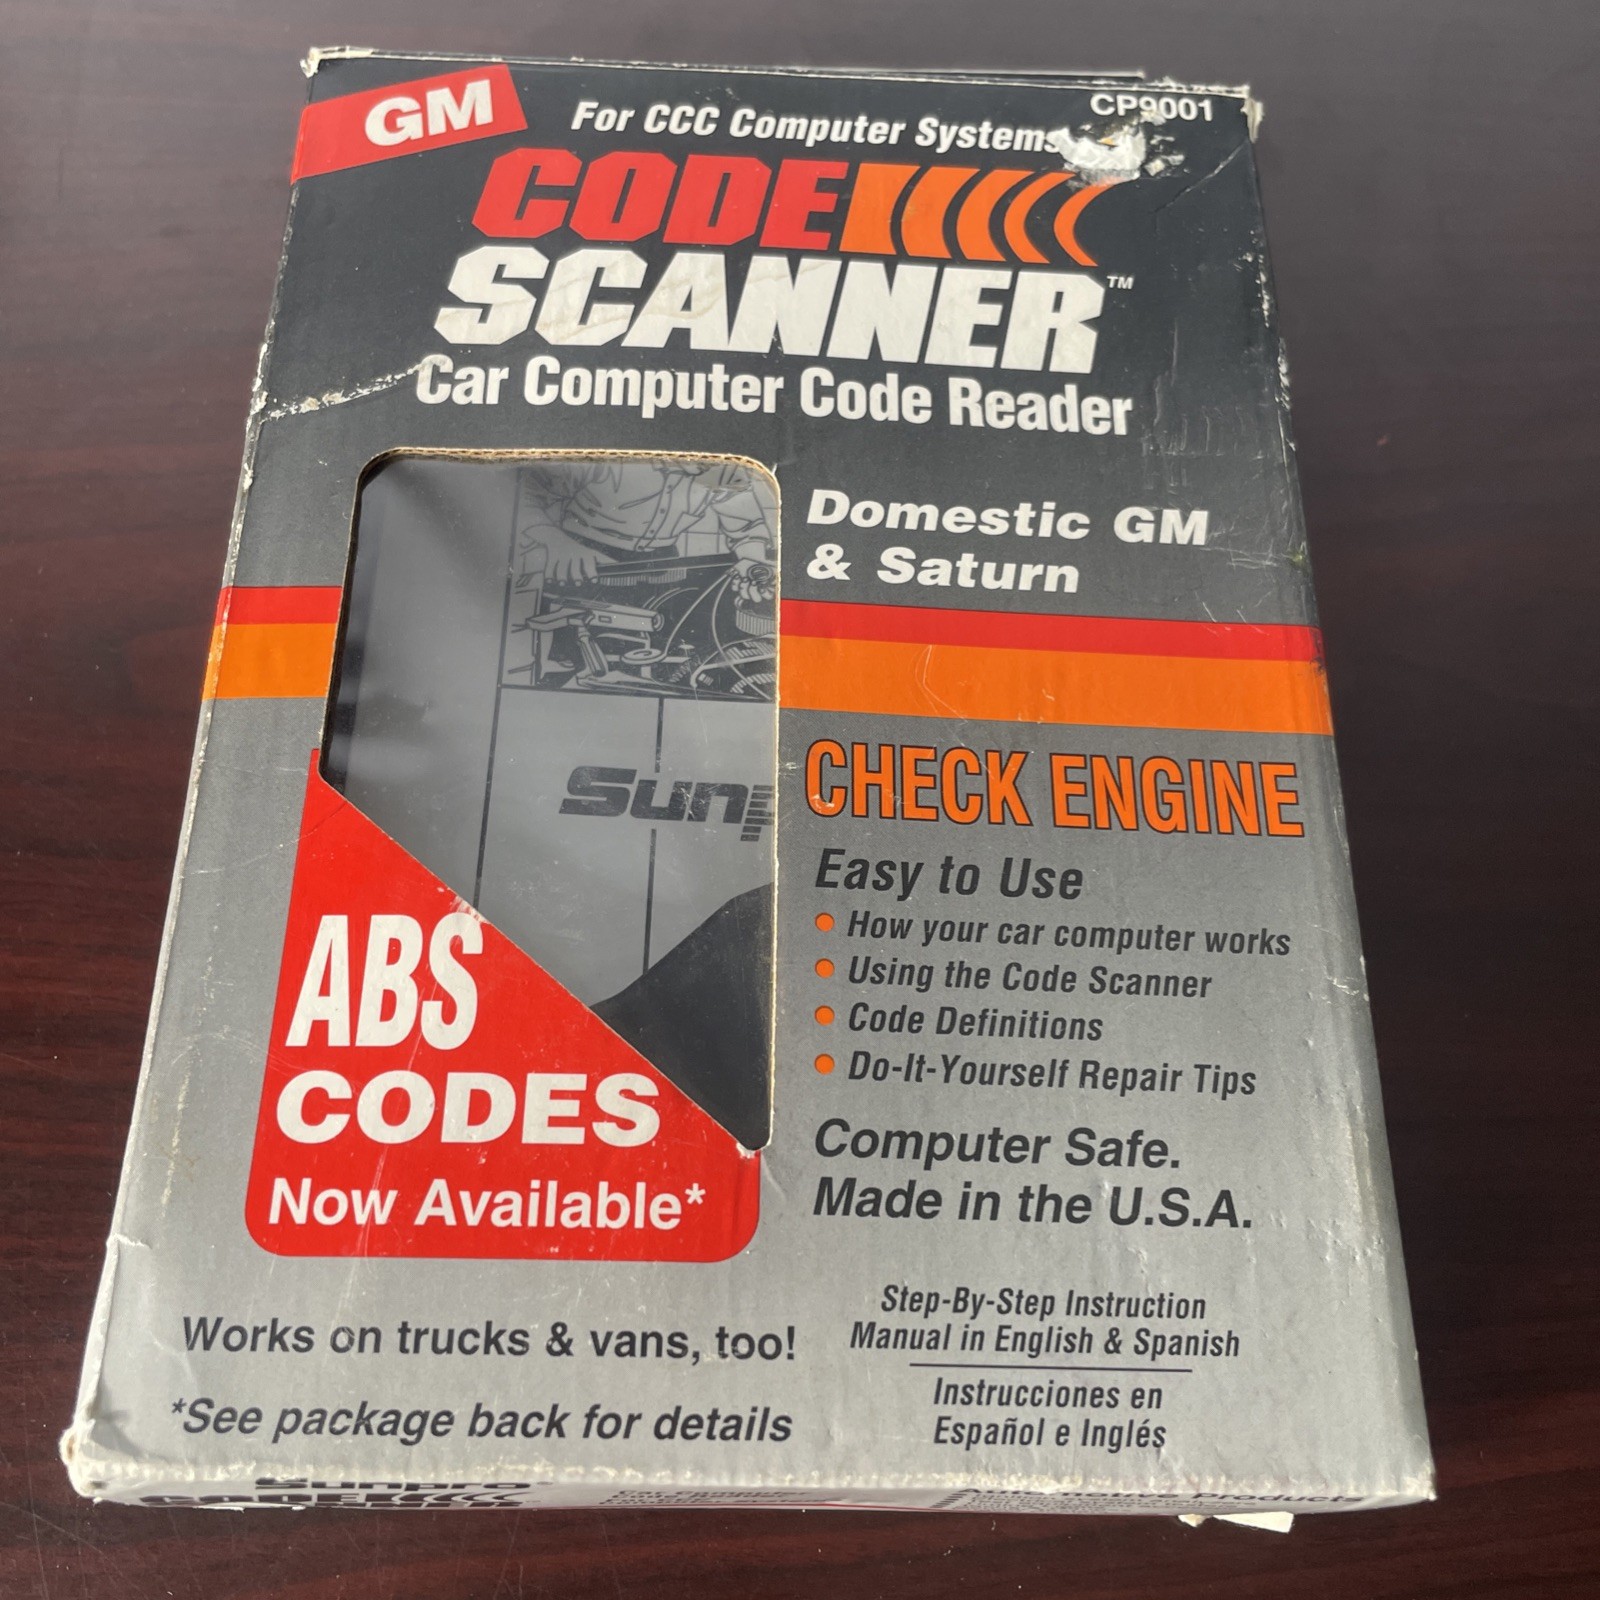 GM
For CCC Computer Systems
CP9001
CODE
SCANNER™
Car Computer Code Reader
Domestic GM
& Saturn
CHECK ENGINE
Easy to Use
How your car computer works
Using the Code Scanner
Code Definitions
Do-It-Yourself Repair Tips
Computer Safe.
Made in the U.S.A.
ABS
CODES
Now Available*
Works on trucks & vans, too!
*See package back for details
Step-By-Step Instruction
Manual in English & Spanish
Instrucciones en
Español e Inglés
Sunpro
CODE